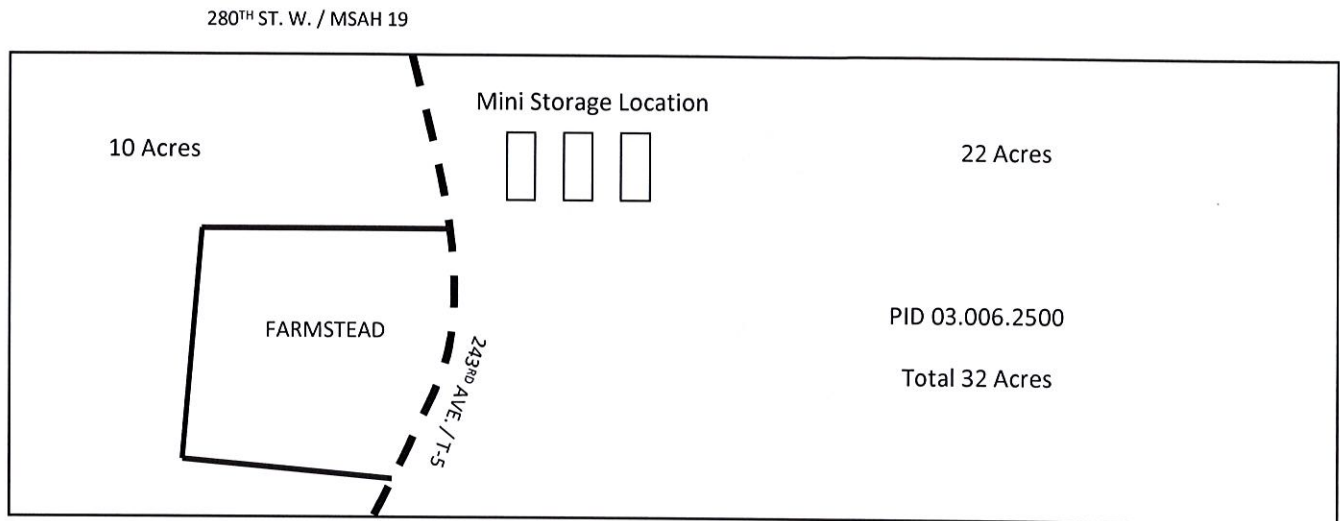 280TH ST. W. / MSAH 19
Mini Storage Location
10 Acres
22 Acres
FARMSTEAD
243RD AVE. / T-5
PID 03.006.2500
Total 32 Acres